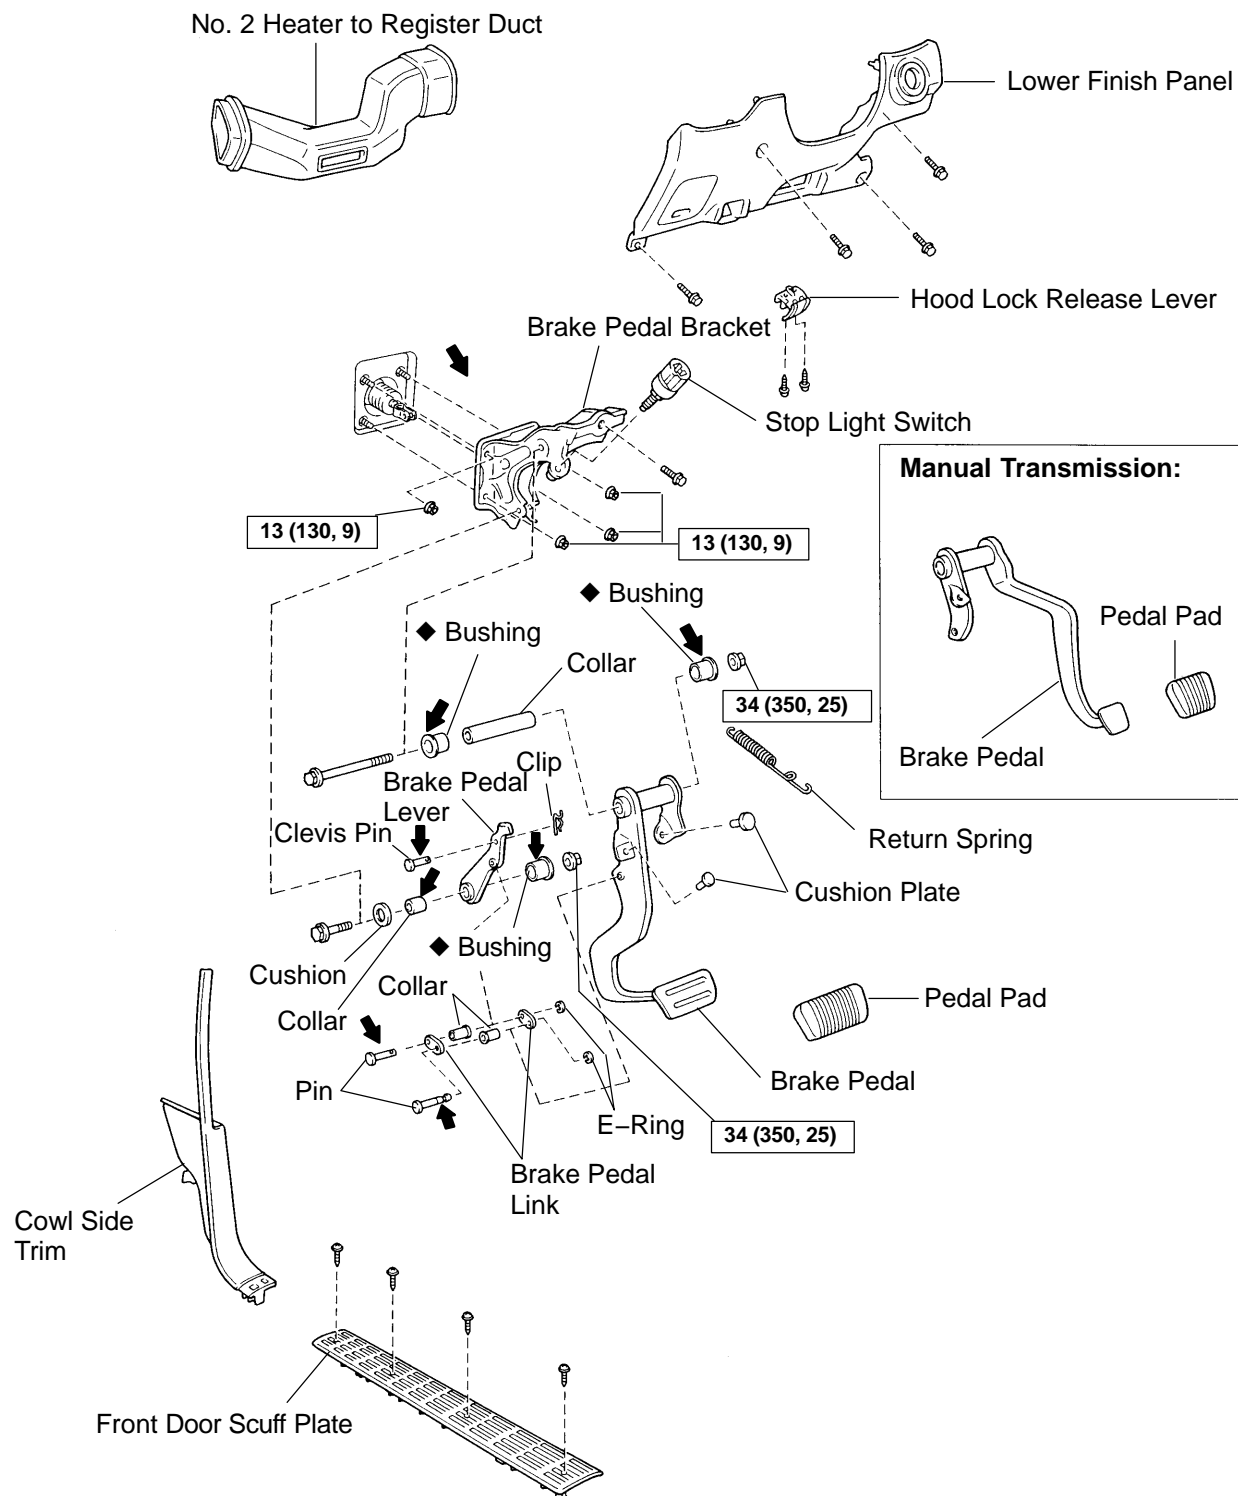 No. 2 Heater to Register Duct
Lower Finish Panel
Hood Lock Release Lever
Brake Pedal Bracket
Stop Light Switch
Manual Transmission:
13 (130, 9)
13 (130, 9)
◆ Bushing
Pedal Pad
◆ Bushing
Collar
34 (350, 25)
Brake Pedal
Clip
Brake Pedal
Lever
Clevis Pin
Return Spring
Cushion Plate
◆ Bushing
Cushion
Collar
Collar
Pedal Pad
Pin
Brake Pedal
E–Ring
34 (350, 25)
Brake Pedal
Link
Cowl Side
Trim
Front Door Scuff Plate